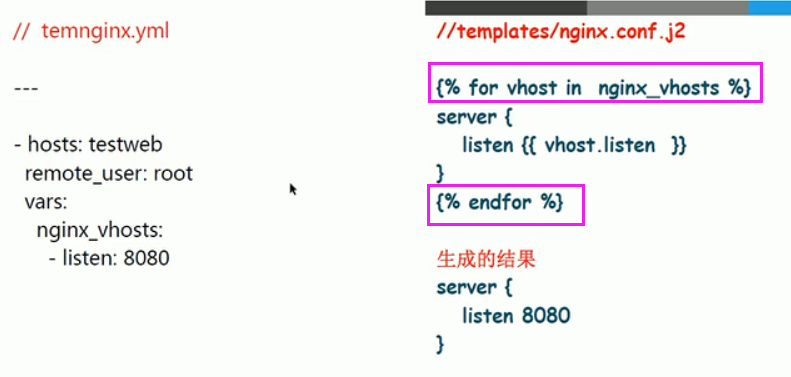 // temnginx.yml
---
- hosts: testweb
remote_user: root
vars:
nginx_vhosts:
- listen: 8080
//templates/nginx.conf.j2
{% for vhost in nginx_vhosts %}
server {
listen {{ vhost.listen }}
}
{% endfor %}
生成的结果
server {
listen 8080
}